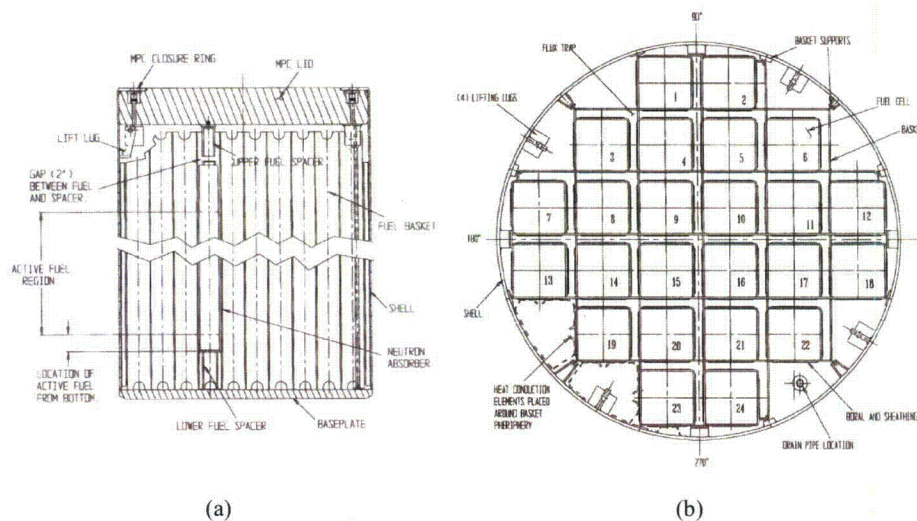 MPC CLOSURE RING
MPC LID
LIFT LUG
UPPER FUEL SPACER
GAP (2")
BETWEEN FUEL
AND SPACER.
FUEL BASKET
ACTIVE FUEL
REGION
SHELL
NEUTRON
ABSORBER
LOCATION OF
ACTIVE FUEL
FROM BOTTOM.
LOWER FUEL SPACER
BASEPLATE
(a)
90°
FLUX TRAP
BASKET SUPPORTS
(4) LIFTING LUGS
FUEL CELL
BASK
1 2
3 4 5 6
7 8 9 10 11 12
180°
13 14 15 16 17 18
SHELL
19 20 21 22
HEAT CONDUCTION
ELEMENTS PLACED
AROUND BASKET
PHERIPHERY
BORAL AND SHEATHING
23 24
DRAIN PIPE LOCATION
270°
(b)